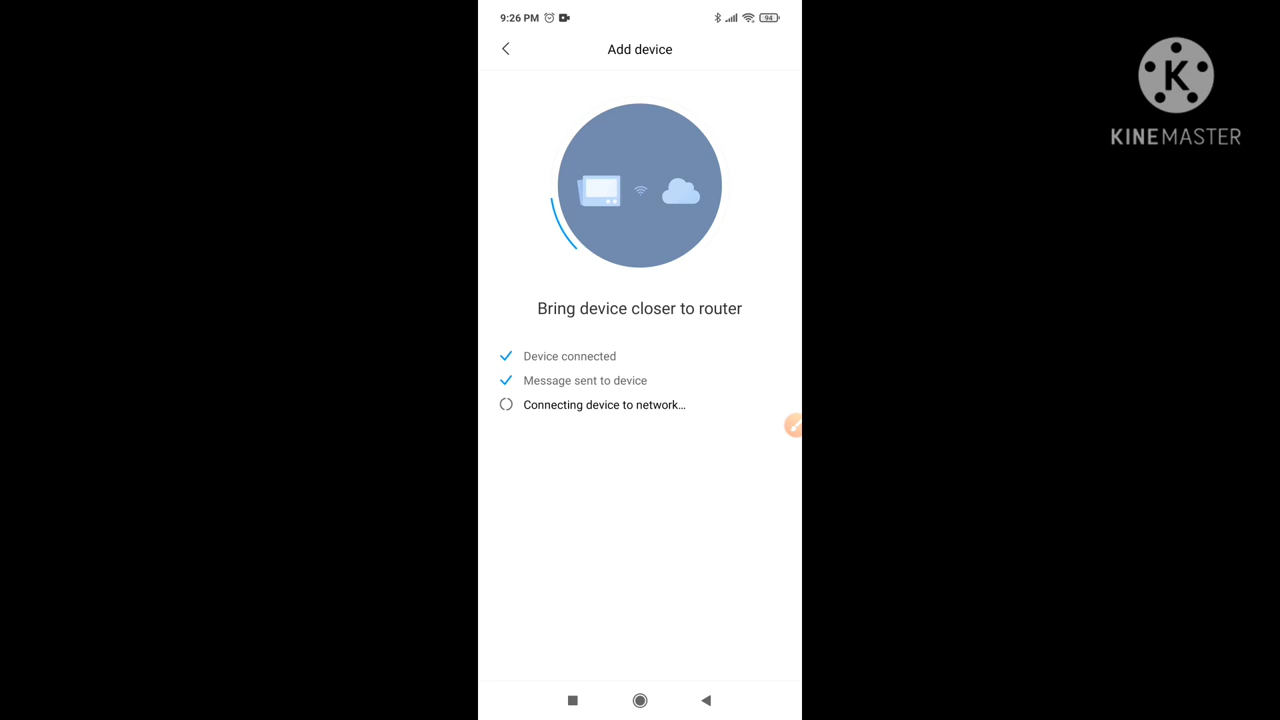 9:26 PM
94
Add device
Bring device closer to router
Device connected
Message sent to device
Connecting device to network...
K
KINEMASTER